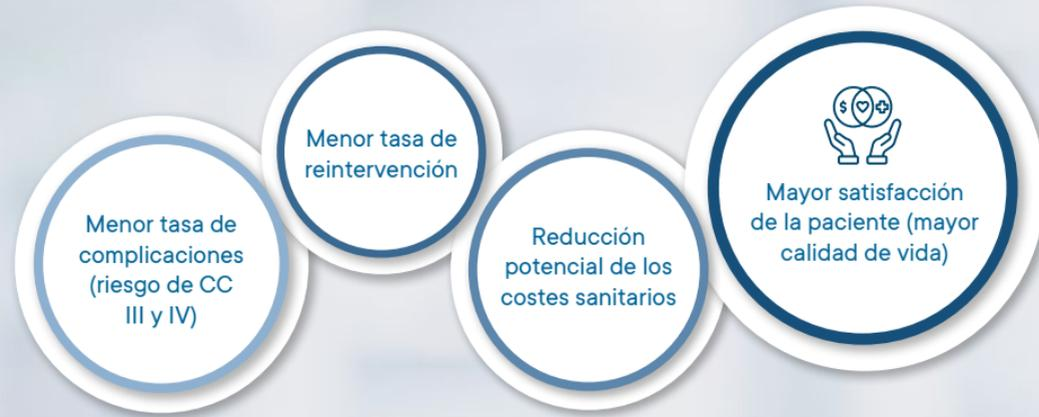 Menor tasa de
complicaciones
(riesgo de CC
III y IV)
Menor tasa de
reintervención
Reducción
potencial de los
costes sanitarios
$
Mayor satisfacción
de la paciente (mayor
calidad de vida)